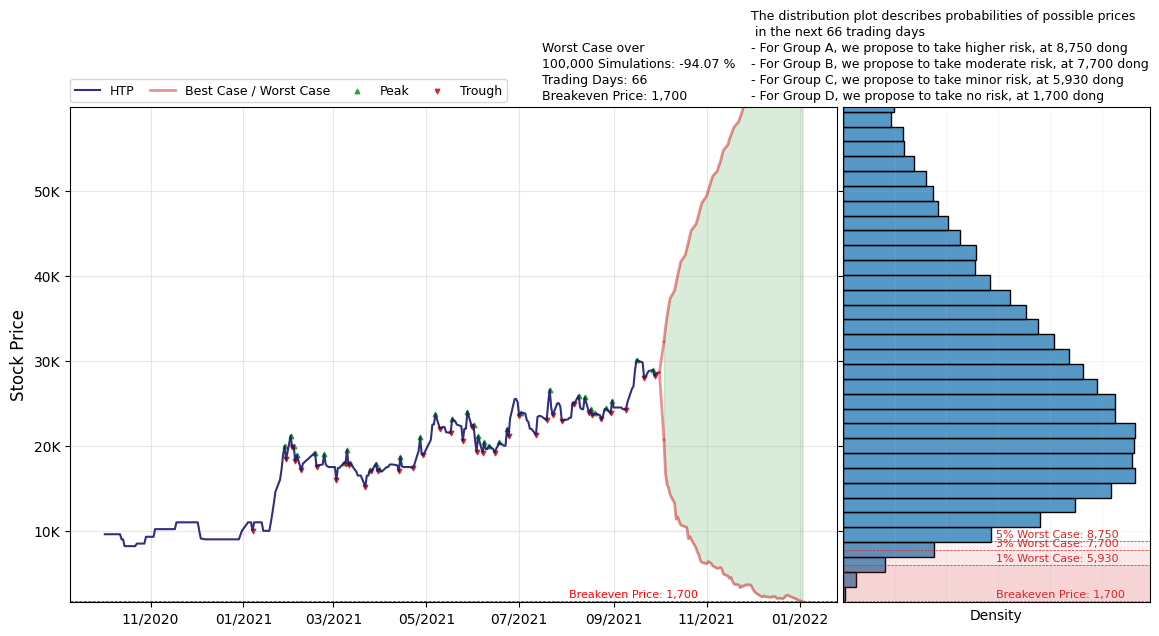 The distribution plot describes probabilities of possible prices
in the next 66 trading days
- For Group A, we propose to take higher risk, at 8,750 dong
- For Group B, we propose to take moderate risk, at 7,700 dong
- For Group C, we propose to take minor risk, at 5,930 dong
- For Group D, we propose to take no risk, at 1,700 dong
Worst Case over
100,000 Simulations: -94.07 %
Trading Days: 66
Breakeven Price: 1,700
HTP
Best Case / Worst Case
Peak
Trough
Stock Price
50K
40K
30K
20K
10K
Breakeven Price: 1,700
11/2020
01/2021
03/2021
05/2021
07/2021
09/2021
11/2021
01/2022
5% Worst Case: 8,750
3% Worst Case: 7,700
1% Worst Case: 5,930
Breakeven Price: 1,700
Density